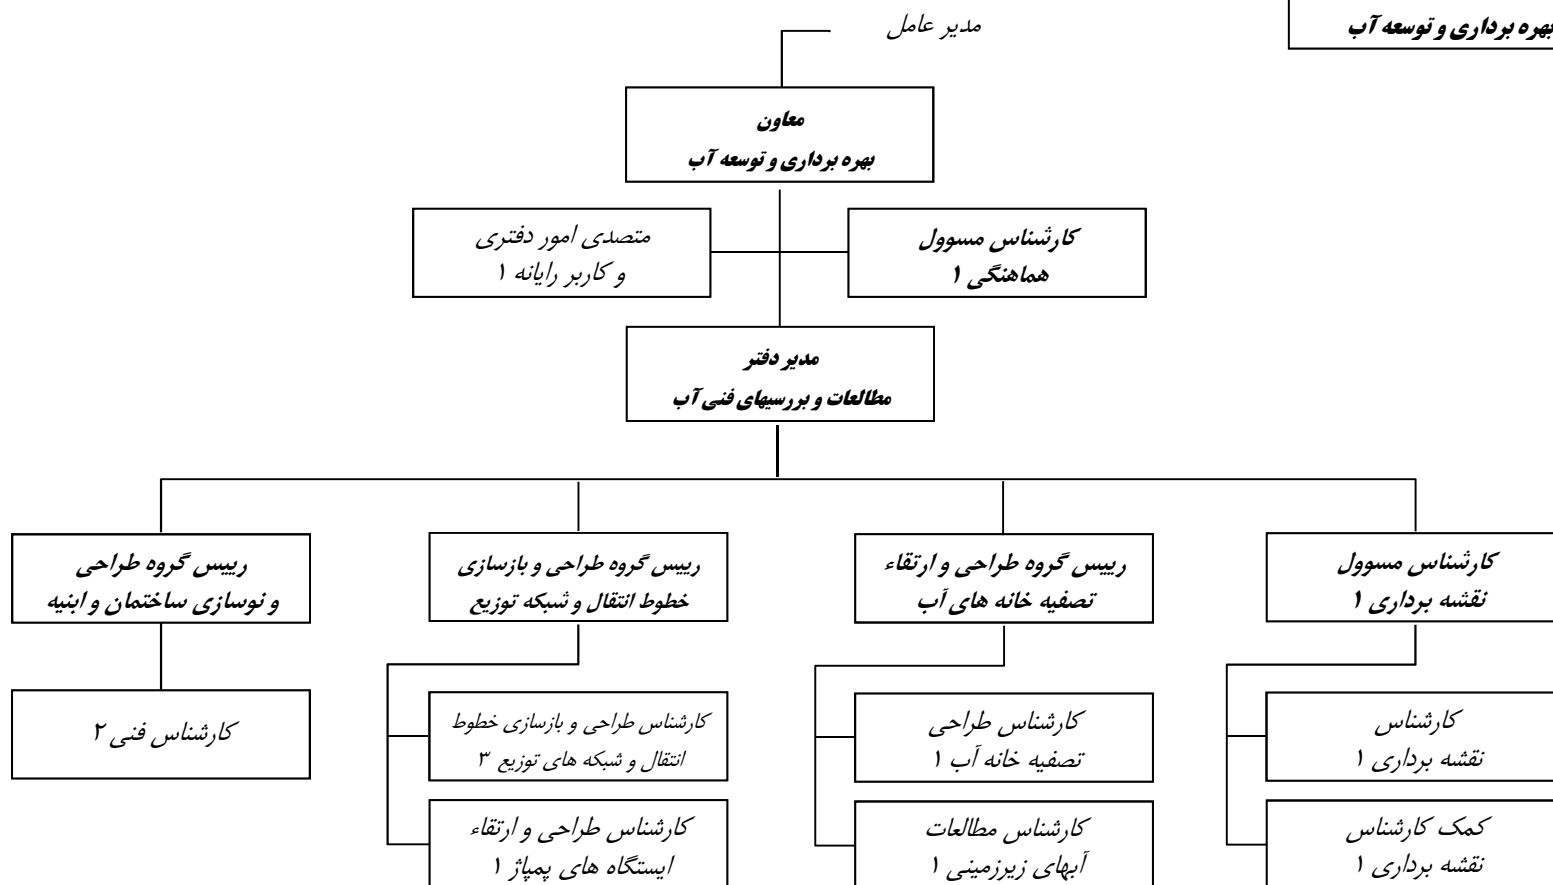 بهره برداری و توسعه آب
مدیر عامل
معاون
بهره برداری و توسعه آب
کارشناس مسوول
هماهنگی ۱
متصدی امور دفتری
و کاربر رایانه ۱
مدیر دفتر
مطالعات و بررسیهای فنی آب
کارشناس مسوول
نقشه برداری ۱
رییس گروه طراحی و ارتقاء
تصفیه خانه های آب
رییس گروه طراحی و بازسازی
خطوط انتقال و شبکه توزیع
رییس گروه طراحی
و نوسازی ساختمان و ابنیه
کارشناس
نقشه برداری ۱
کارشناس طراحی
تصفیه خانه آب ۱
کارشناس طراحی و بازسازی خطوط
انتقال و شبکه های توزیع ۳
کارشناس فنی ۲
کمک کارشناس
نقشه برداری ۱
کارشناس مطالعات
آبهای زیرزمینی ۱
کارشناس طراحی و ارتقاء
ایستگاه های پمپاژ ۱